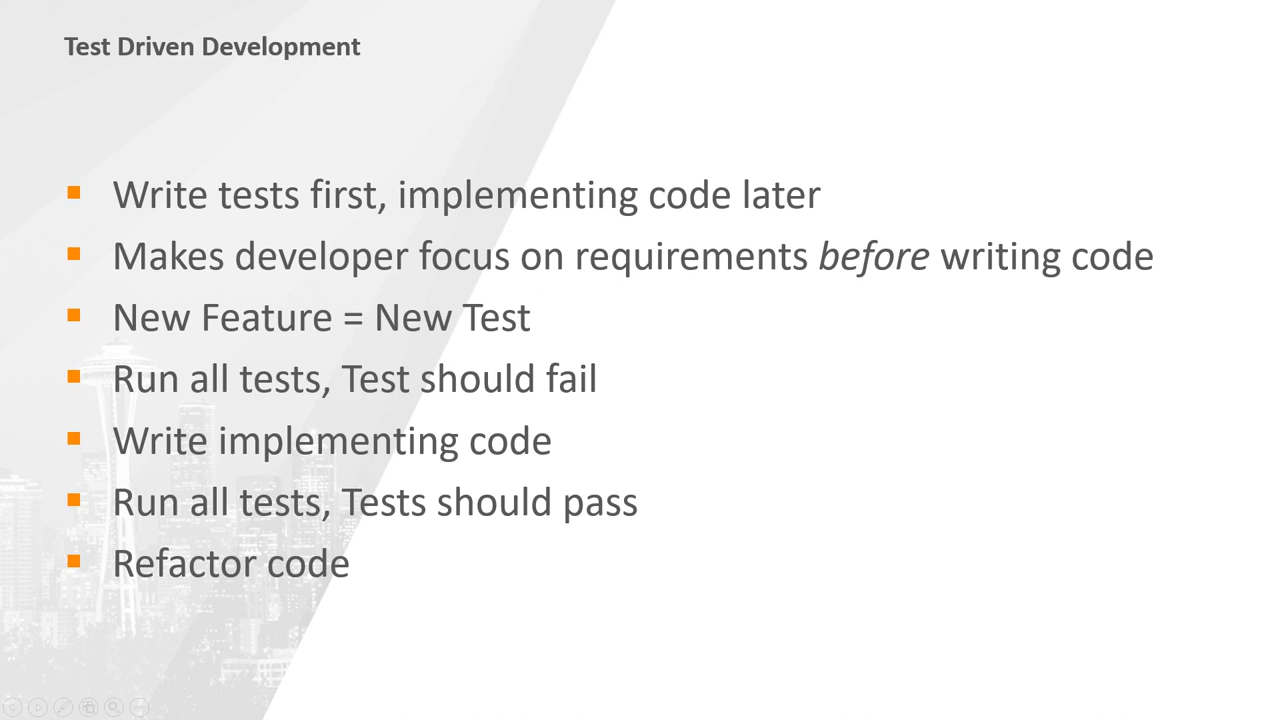 Test Driven Development
Write tests first, implementing code later
Makes developer focus on requirements before writing code
New Feature = New Test
Run all tests, Test should fail
Write implementing code
Run all tests, Tests should pass
Refactor code